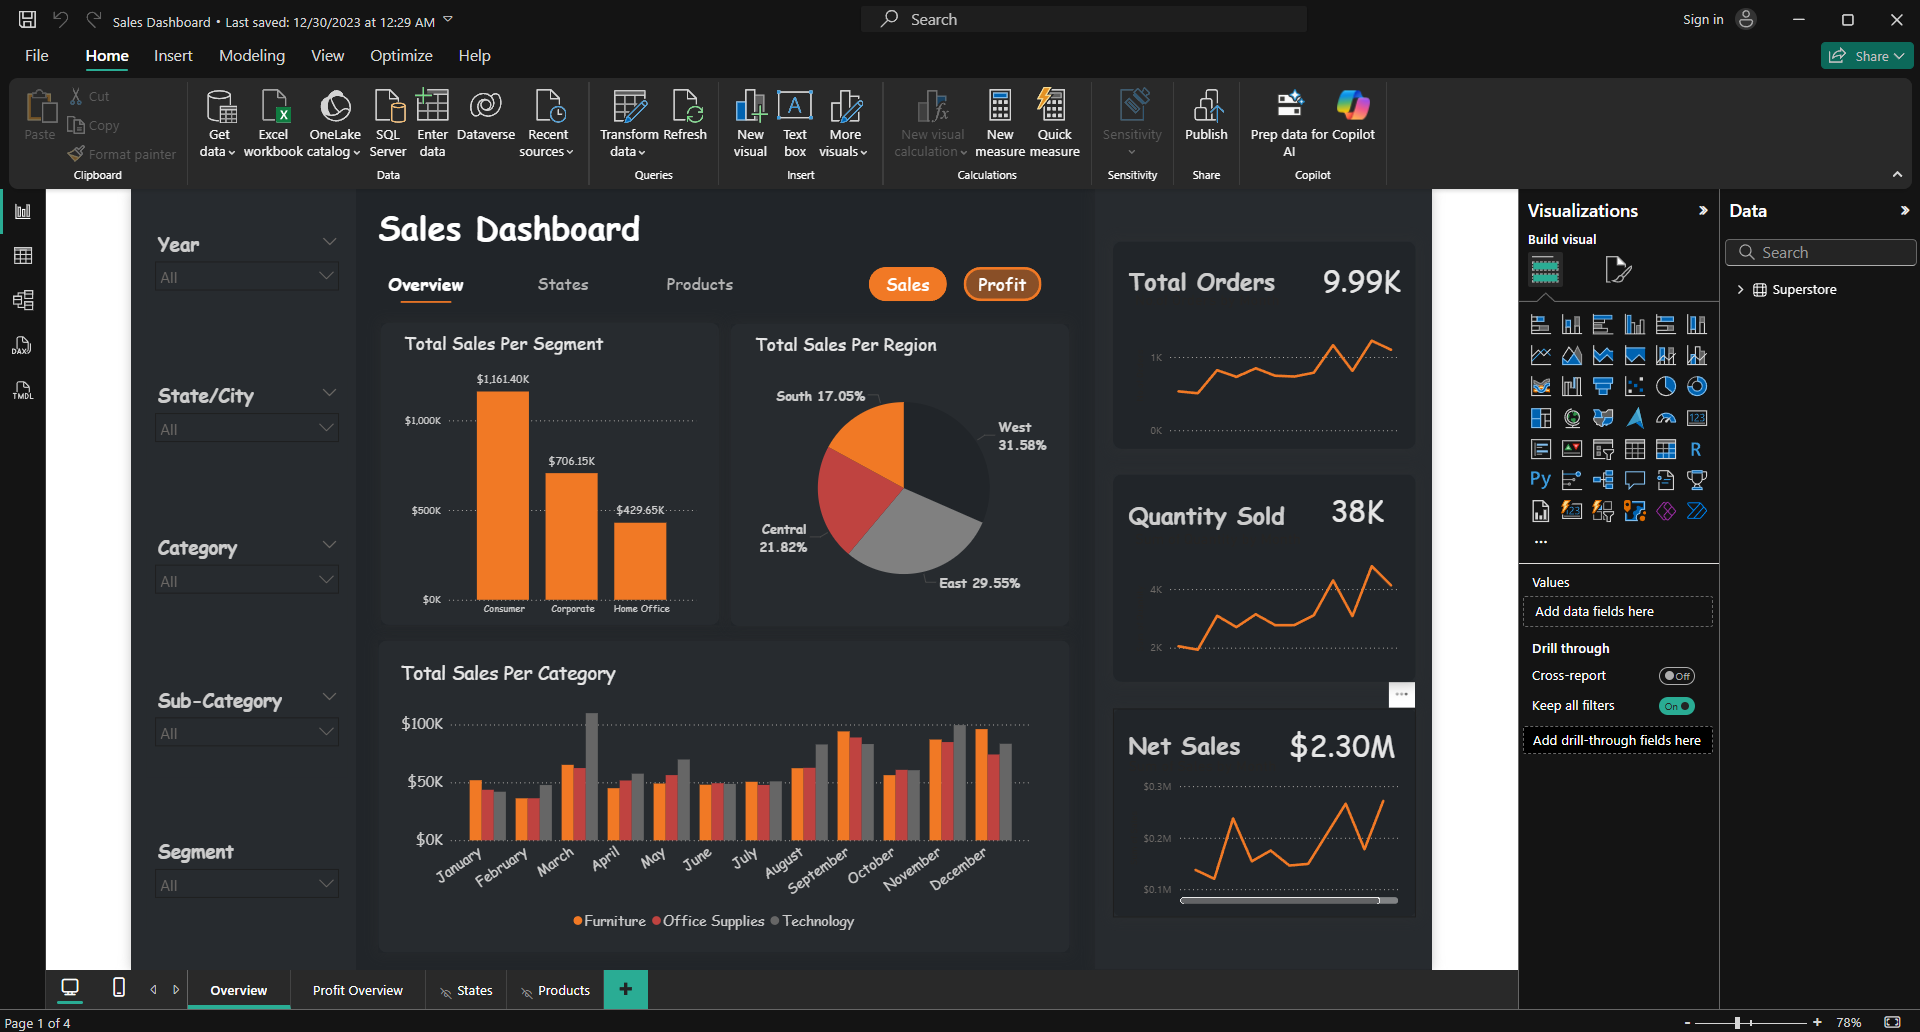 Sales Dashboard • Last saved: 12/30/2023 at 12:29 AM
Search
Sign in
File Home Insert Modeling View Optimize Help
Share
Paste
Cut
Copy
Format painter
Clipboard
Get data
Excel workbook
OneLake catalog
SQL Server
Enter data
Dataverse
Recent sources
Data
Transform data
Refresh
Queries
New visual
Text box
More visuals
Insert
New visual calculation
New measure
Quick measure
Calculations
Sensitivity
Sensitivity
Publish
Share
Prep data for AI
Copilot
Copilot
DAX
TMDL
Year
All
State/City
All
Category
All
Sub-Category
All
Segment
All
Sales Dashboard
Overview States Products
Sales Profit
Total Sales Per Segment
$1,161.40K
$1,000K
$706.15K
$500K
$429.65K
$0K
Consumer Corporate Home Office
Total Sales Per Region
South 17.05%
West
31.58%
Central
21.82%
East 29.55%
Total Sales Per Category
$100K
$50K
$0K
January February March April May June July August September October November December
Furniture Office Supplies Technology
Total Orders 9.99K
1K
0K
Quantity Sold 38K
4K
2K
Net Sales $2.30M
$0.3M
$0.2M
$0.1M
Visualizations
Build visual
R
Py
123
123
Values
Add data fields here
Drill through
Cross-report
Off
Keep all filters
On
Add drill-through fields here
Data
Search
Superstore
Overview Profit Overview States Products
Page 1 of 4
78%